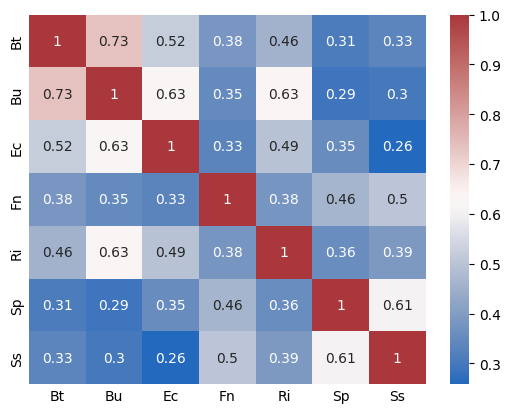 Bt 1 0.73 0.52 0.38 0.46 0.31 0.33
Bu 0.73 1 0.63 0.35 0.63 0.29 0.3
Ec 0.52 0.63 1 0.33 0.49 0.35 0.26
Fn 0.38 0.35 0.33 1 0.38 0.46 0.5
Ri 0.46 0.63 0.49 0.38 1 0.36 0.39
Sp 0.31 0.29 0.35 0.46 0.36 1 0.61
Ss 0.33 0.3 0.26 0.5 0.39 0.61 1
Bt Bu Ec Fn Ri Sp Ss
1.0
0.9
0.8
0.7
0.6
0.5
0.4
0.3